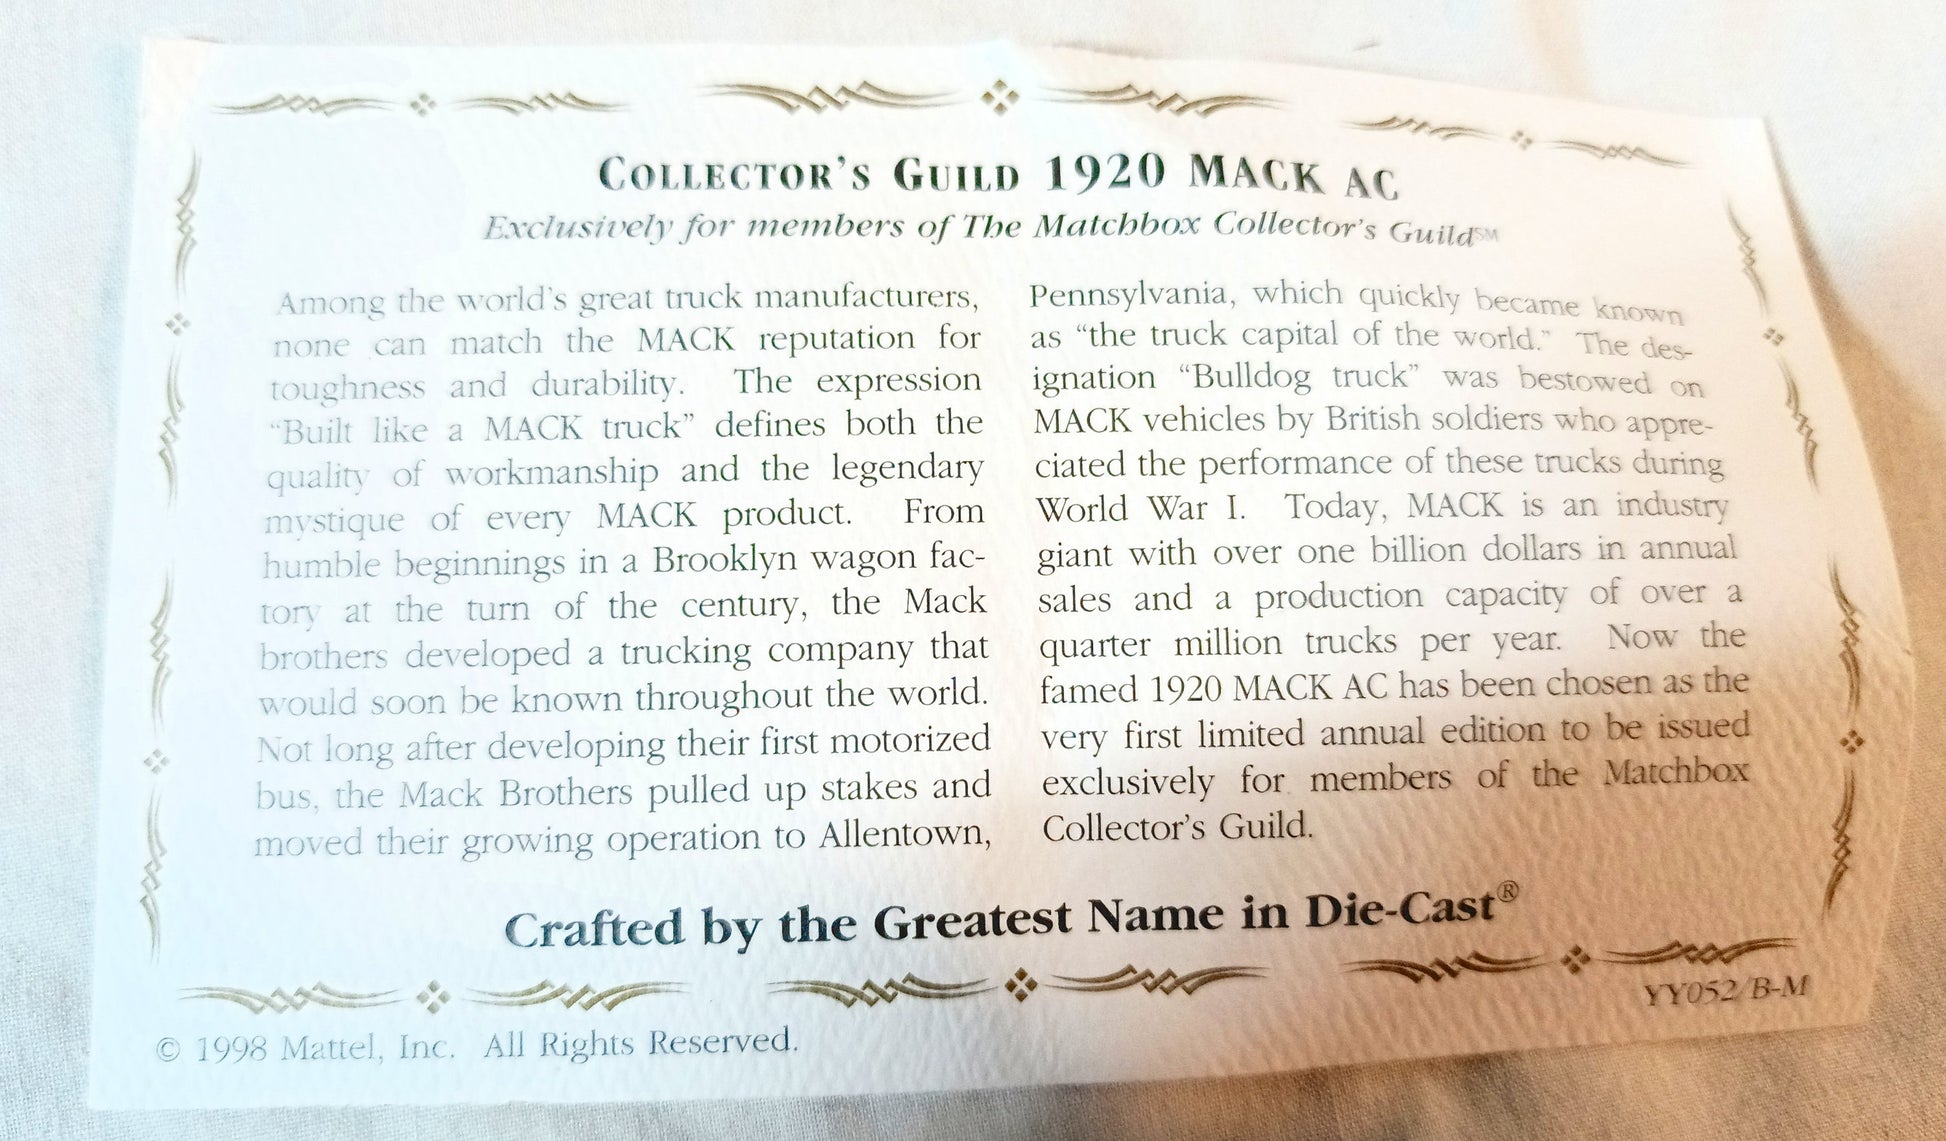 COLLECTOR'S GUILD 1920 MACK AC
Exclusively for members of The Matchbox Collector's Guild℠
Among the world's great truck manufacturers,
none can match the MACK reputation for
toughness and durability. The expression
“Built like a MACK truck” defines both the
quality of workmanship and the legendary
mystique of every MACK product. From
humble beginnings in a Brooklyn wagon fac-
tory at the turn of the century, the Mack
brothers developed a trucking company that
would soon be known throughout the world.
Not long after developing their first motorized
bus, the Mack Brothers pulled up stakes and
moved their growing operation to Allentown,
Pennsylvania, which quickly became known
as “the truck capital of the world.” The des-
ignation “Bulldog truck” was bestowed on
MACK vehicles by British soldiers who appre-
ciated the performance of these trucks during
World War I. Today, MACK is an industry
giant with over one billion dollars in annual
sales and a production capacity of over a
quarter million trucks per year. Now the
famed 1920 MACK AC has been chosen as the
very first limited annual edition to be issued
exclusively for members of the Matchbox
Collector's Guild.
Crafted by the Greatest Name in Die-Cast®
YY052/B-M
© 1998 Mattel, Inc. All Rights Reserved.